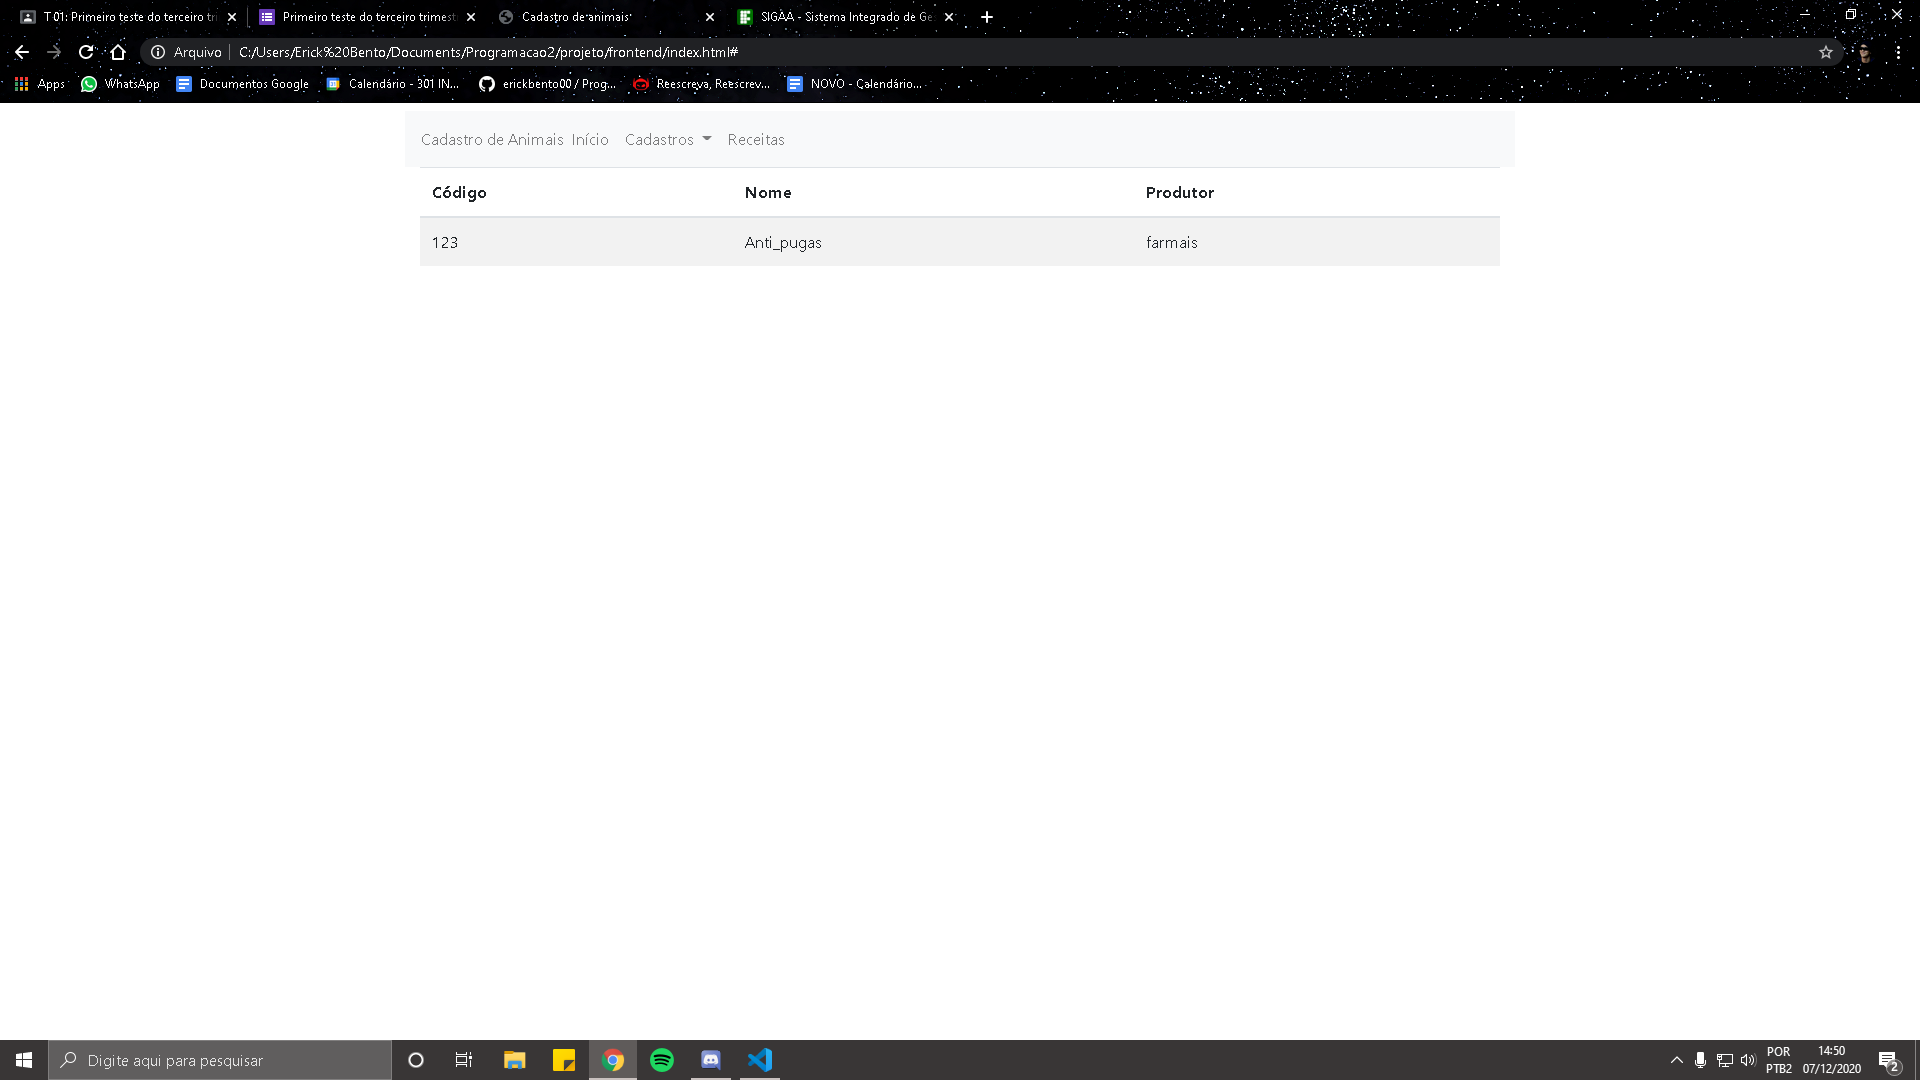 T 01: Primeiro teste do terceiro tri
Primeiro teste do terceiro trimest
Cadastro de animais
SIGAA - Sistema Integrado de Ge
Arquivo
C:/Users/Erick%20Bento/Documents/Programacao2/projeto/frontend/index.html#
Apps
WhatsApp
Documentos Google
Calendário - 301 IN...
erickbento00 / Prog...
Reescreva, Reescrev...
NOVO - Calendário...
Cadastro de Animais Início Cadastros Receitas
Código Nome Produtor
123 Anti_pugas farmais
Digite aqui para pesquisar
POR
PTB2
14:50
07/12/2020
2